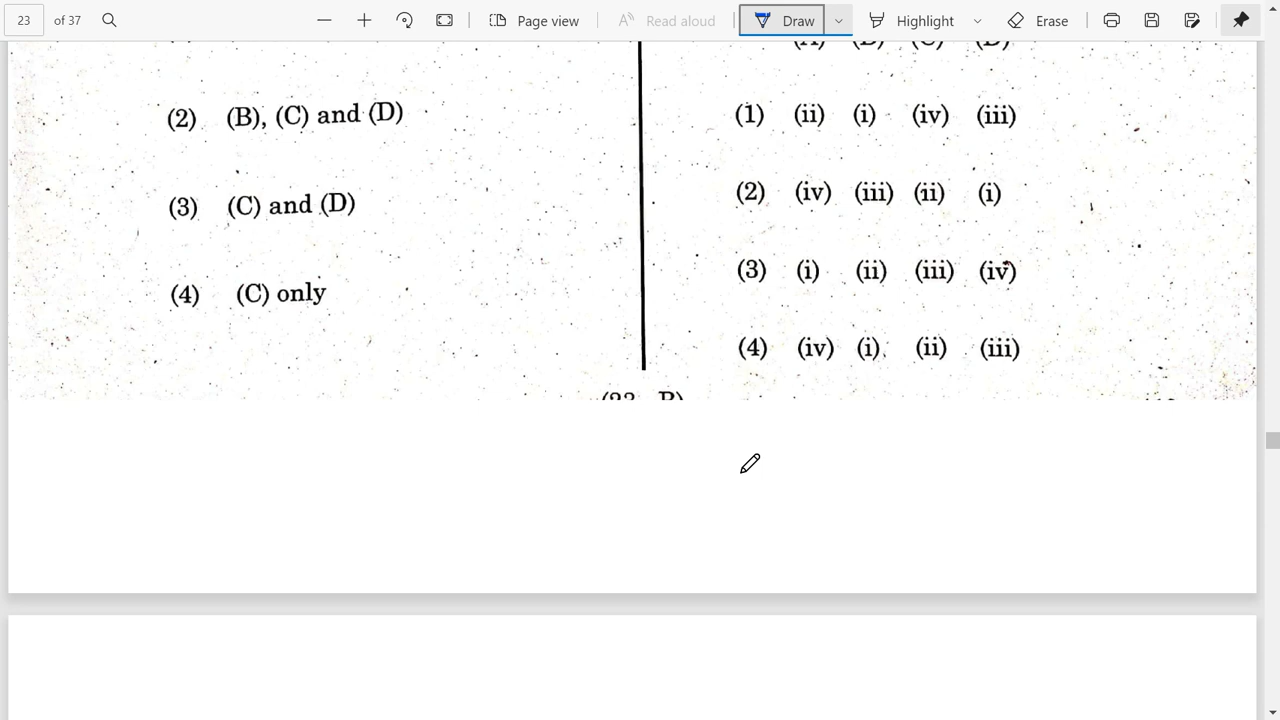 23 of 37 Page view Read aloud Draw Highlight Erase
(2) (B), (C) and (D)
(3) (C) and (D)
(4) (C) only
(A) (B) (C) (D)
(1) (ii) (i) (iv) (iii)
(2) (iv) (iii) (ii) (i)
(3) (i) (ii) (iii) (iv)
(4) (iv) (i) (ii) (iii)